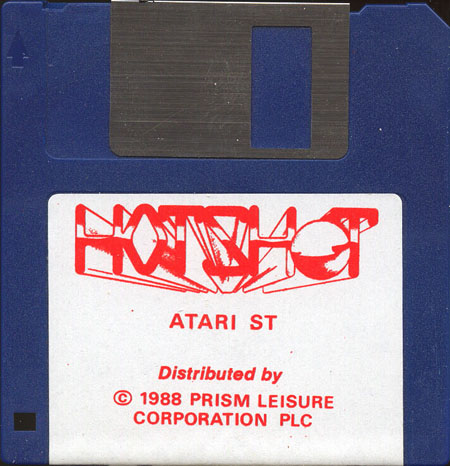 HOTSHOT
ATARI ST
Distributed by
© 1988 PRISM LEISURE
CORPORATION PLC